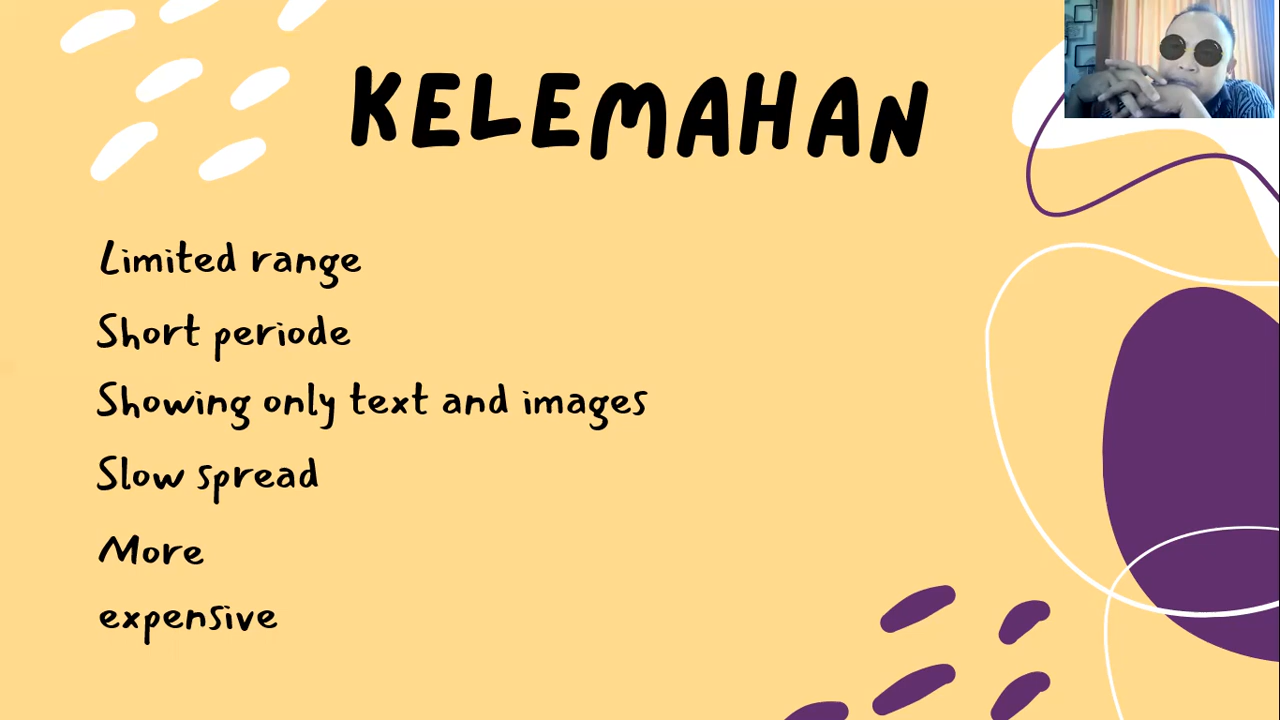 KELEMAHAN
Limited range
Short periode
Showing only text and images
Slow spread
More
expensive